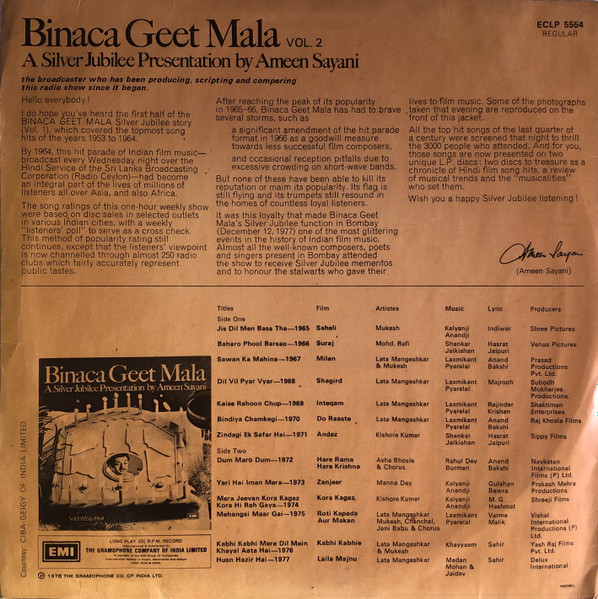 Binaca Geet Mala VOL. 2
A Silver Jubilee Presentation by Ameen Sayani
ECLP 5554
REGULAR
the broadcaster who has been producing, scripting and compering
this radio show since it began.
Hello everybody!
I do hope you've heard the first half of the
BINACA GEET MALA Silver Jubilee story
(Vol. 1), which covered the topmost song
hits of the years 1953 to 1964.
By 1964, this hit parade of Indian film music—
broadcast every Wednesday night over the
Hindi Service of the Sri Lanka Broadcasting
Corporation (Radio Ceylon)—had become
an integral part of the lives of millions of
listeners all over Asia, and also Africa.
The song ratings of this one-hour weekly show
were based on disc sales in selected outlets
in various Indian cities, with a weekly
"listeners' poll" to serve as a cross check.
This method of popularity rating still
continues, except that the listeners' viewpoint
is now channelled through almost 250 radio
clubs which fairly accurately represent
public tastes.
After reaching the peak of its popularity
in 1965-66, Binaca Geet Mala has had to brave
several storms, such as
a significant amendment of the hit parade
format in 1966 as a goodwill measure
towards less successful film composers,
and occasional reception pitfalls due to
excessive crowding on short-wave bands.
But none of these have been able to kill its
reputation or maim its popularity. Its flag is
still flying and its trumpets still resound in
the homes of countless loyal listeners.
It was this loyalty that made Binaca Geet
Mala's Silver Jubilee function in Bombay
(December 12, 1977) one of the most glittering
events in the history of Indian film music.
Almost all the well-known composers, poets
and singers present in Bombay attended
the show to receive Silver Jubilee mementos
and to honour the stalwarts who gave their
lives to film music. Some of the photographs
taken that evening are reproduced on the
front of this jacket.
All the top hit songs of the last quarter of
a century were screened that night to thrill
the 3000 people who attended. And for you,
those songs are now presented on two
unique L.P. discs: two discs to treasure as a
chronicle of Hindi film song hits, a review
of musical trends and the "musicalities"
who set them.
Wish you a happy Silver Jubilee listening!
Ameen Sayani
(Ameen Sayani)
Titles Film Artistes Music Lyric Producers
Side One
Jis Dil Men Basa Tha—1965 Saheli Mukesh Kalyanji Anandji Indiwar Shree Pictures
Baharo Phool Barsao—1966 Suraj Mohd. Rafi Shankar Jaikishan Hasrat Jaipuri Venus Pictures
Sawan Ka Mahina—1967 Milan Lata Mangeshkar & Mukesh Laxmikant Pyarelal Anand Bakshi Prasad Productions Pvt. Ltd.
Dil Vil Pyar Vyar—1968 Shagird Lata Mangeshkar Laxmikant Pyarelal Majrooh Subodh Mukherjee Productions.
Kaise Rahoon Chup—1969 Inteqam Lata Mangeshkar Laxmikant Pyarelal Rajinder Krishan Shaktiman Enterprises
Bindiya Chamkegi—1970 Do Raaste Lata Mangeshkar Laxmikant Pyarelal Anand Bakshi Raj Khosla Films
Zindagi Ek Safar Hai—1971 Andaz Kishore Kumar Shankar Jaikishan Hasrat Jaipuri Sippy Films
Side Two
Dum Maro Dum—1972 Hare Rama Hare Krishna Asha Bhosle & Chorus Rahul Dev Burman Anand Bakshi Navketan International Films (P) Ltd.
Yari Hai Iman Mera—1973 Zanjeer Manna Dey Kalyanji Anandji Gulshan Bawra Prakash Mehra Productions
Mera Jeevan Kora Kagaz Kora Hi Rah Gaya—1974 Kora Kagaz Kishore Kumar Kalyanji Anandji M. G. Hashmat Shreeji Films
Mehangai Maar Gai—1975 Roti Kapada Aur Makan Lata Mangeshkar Mukesh, Chanchal, Jani Babu & Chorus Laxmikant Pyarelal Varma Malik Vishal International Productions (P) Ltd.
Kabhi Kabhi Mera Dil Mein Khayal Aata Hai-1976 Kabhi Kabhie Lata Mangeshkar & Mukesh Khayyaam Sahir Yash Raj Films Pvt. Ltd.
Husn Hazir Hai-1977 Laila Majnu Lata Mangeshkar Madan Mohan & Jaidev Sahir Delux International
Binaca Geet Mala
A Silver Jubilee Presentation by Ameen Sayani
Courtesy: CIBA-GEIGY OF INDIA LIMITED
EMI
LONG PLAY 33⅓ R.P.M. RECORD
THE GRAMOPHONE COMPANY OF INDIA LIMITED
℗ 1978 THE GRAMOPHONE CO. OF INDIA LTD.